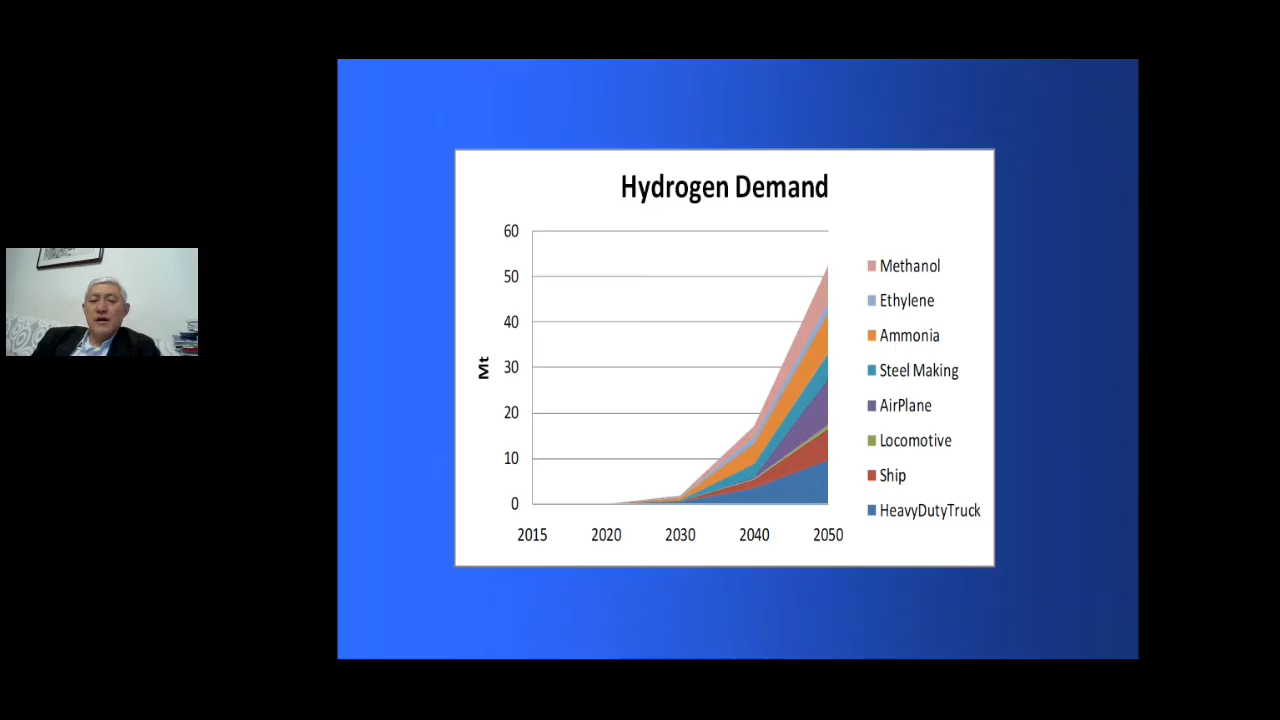 Hydrogen Demand
60
50
40
30
20
10
0
Mt
2015 2020 2030 2040 2050
Methanol
Ethylene
Ammonia
Steel Making
AirPlane
Locomotive
Ship
HeavyDutyTruck